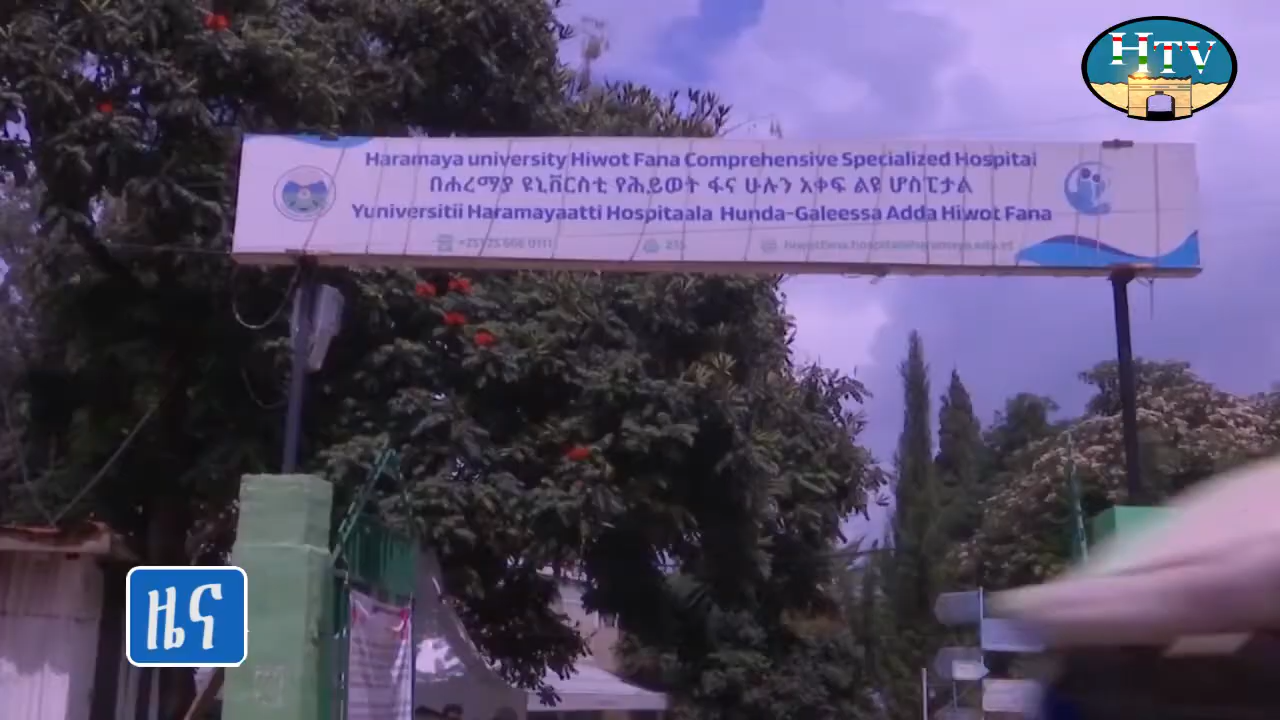 HTV
Haramaya university Hiwot Fana Comprehensive Specialized Hospital
በሐረማያ ዩኒቨርስቲ የሕይወት ፋና ሁሉን አቀፍ ልዩ ሆስፒታል
Yuniversitii Haramayaatti Hospitaala Hunda-Galeessa Adda Hiwot Fana
ዜና